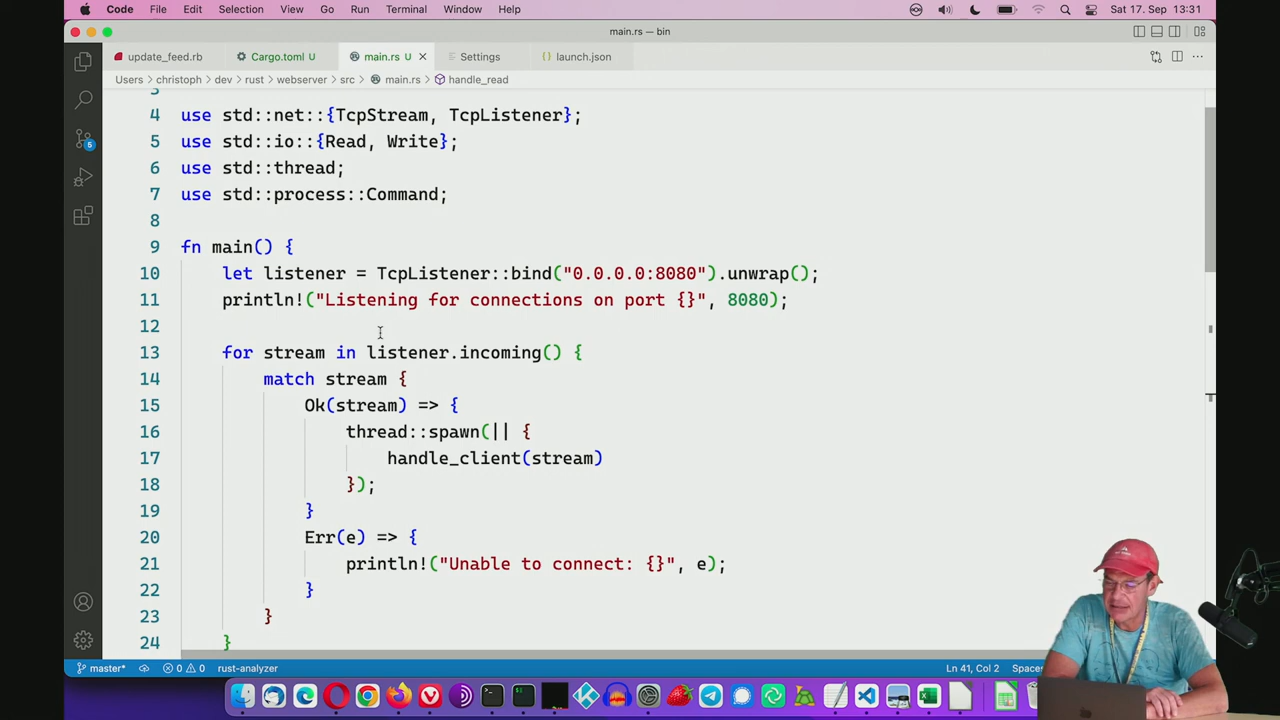 Code File Edit Selection View Go Run Terminal Window Help Sat 17. Sep 13:31
main.rs — bin
update_feed.rb Cargo.toml U main.rs U Settings launch.json
Users › christoph › dev › rust › webserver › src › main.rs › handle_read
3
4 use std::net::{TcpStream, TcpListener};
5 use std::io::{Read, Write};
6 use std::thread;
7 use std::process::Command;
8
9 fn main() {
10 let listener = TcpListener::bind("0.0.0.0:8080").unwrap();
11 println!("Listening for connections on port {}", 8080);
12
13 for stream in listener.incoming() {
14 match stream {
15 Ok(stream) => {
16 thread::spawn(|| {
17 handle_client(stream)
18 });
19 }
20 Err(e) => {
21 println!("Unable to connect: {}", e);
22 }
23 }
24 }
6
master* 0 0 rust-analyzer Ln 41, Col 2